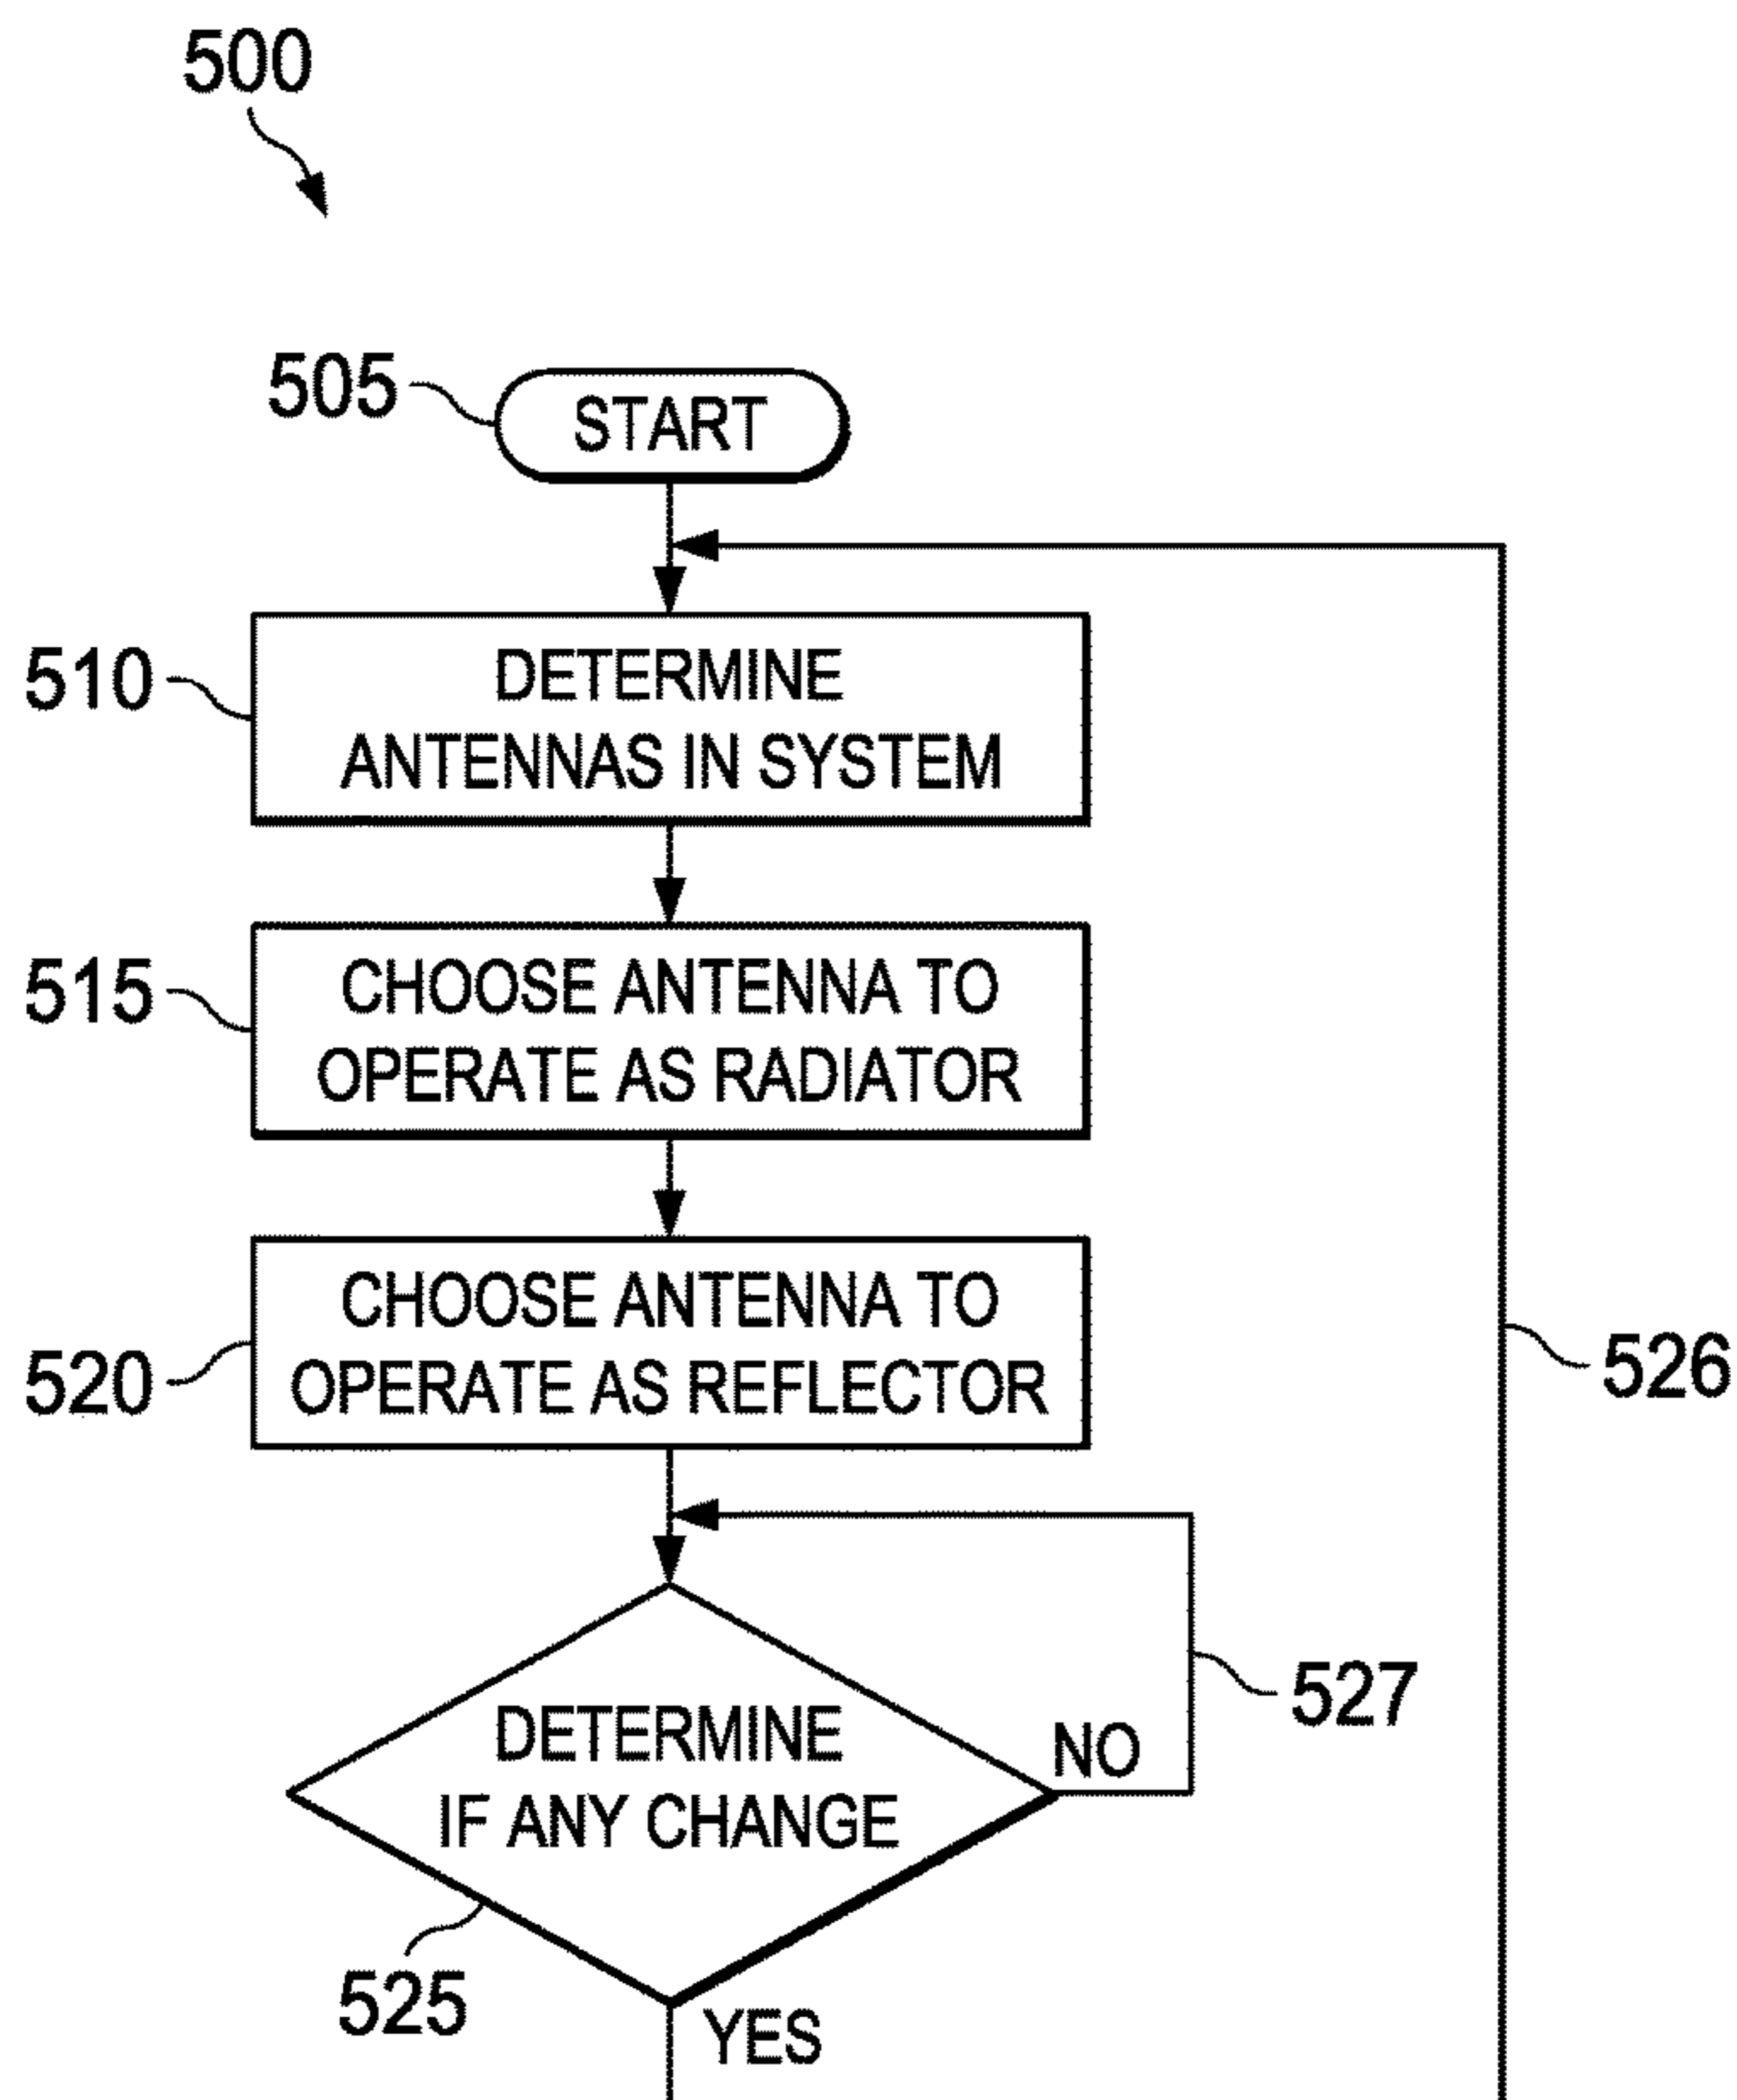 500
505
START
510
DETERMINE
ANTENNAS IN SYSTEM
515
CHOOSE ANTENNA TO
OPERATE AS RADIATOR
520
CHOOSE ANTENNA TO
OPERATE AS REFLECTOR
526
527
DETERMINE
IF ANY CHANGE
NO
525
YES